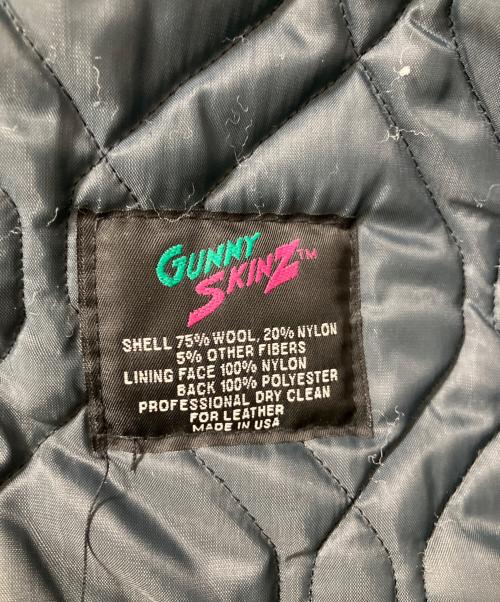 GUNNY
SKINZ™
SHELL 75% WOOL, 20% NYLON
5% OTHER FIBERS
LINING FACE 100% NYLON
BACK 100% POLYESTER
PROFESSIONAL DRY CLEAN
FOR LEATHER
MADE IN USA